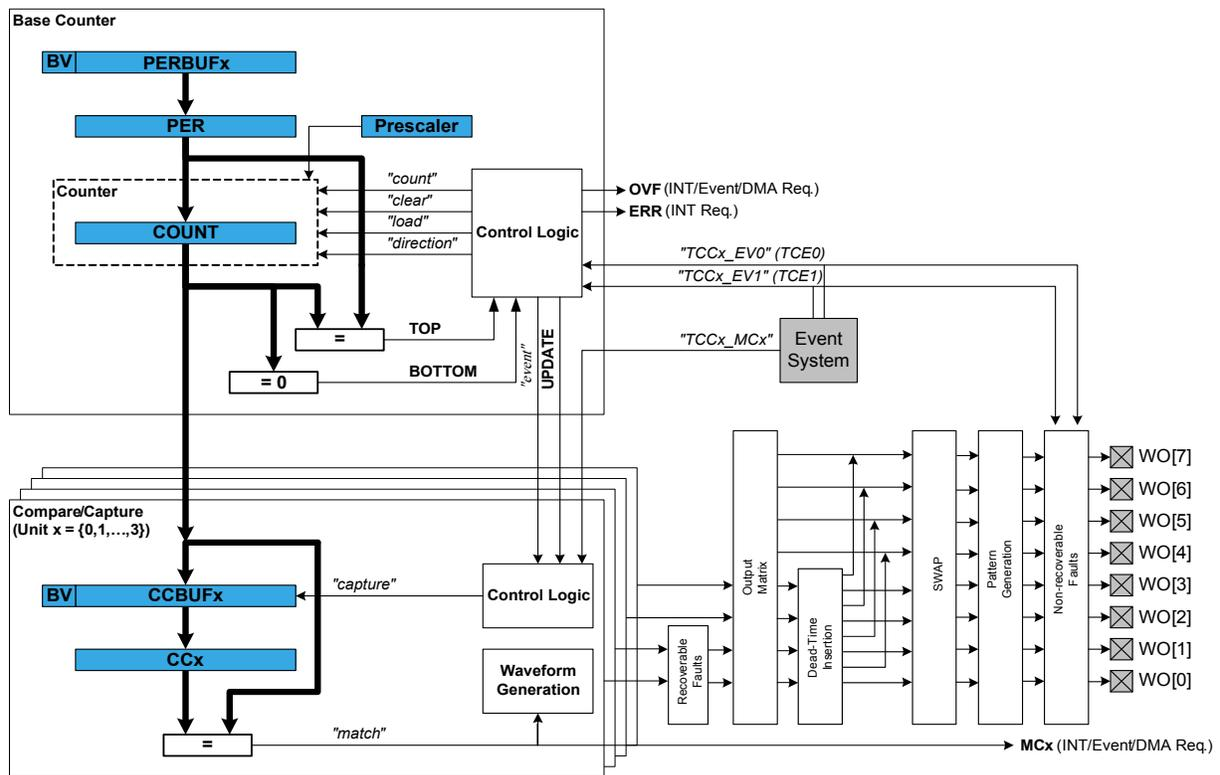 Base Counter
BV PERBUFx
PER
Prescaler
Counter
COUNT
"count"
"clear"
"load"
"direction"
Control Logic
OVF (INT/Event/DMA Req.)
ERR (INT Req.)
"TCCx_EV0" (TCE0)
"TCCx_EV1" (TCE1)
"TCCx_MCx"
Event
System
=
TOP
= 0
BOTTOM
"event"
UPDATE
Compare/Capture
(Unit x = {0,1,…,3})
BV CCBUFx
"capture"
Control Logic
CCx
Waveform
Generation
=
"match"
Recoverable
Faults
Output
Matrix
Dead-Time
Insertion
SWAP
Pattern
Generation
Non-recoverable
Faults
WO[7]
WO[6]
WO[5]
WO[4]
WO[3]
WO[2]
WO[1]
WO[0]
MCx (INT/Event/DMA Req.)